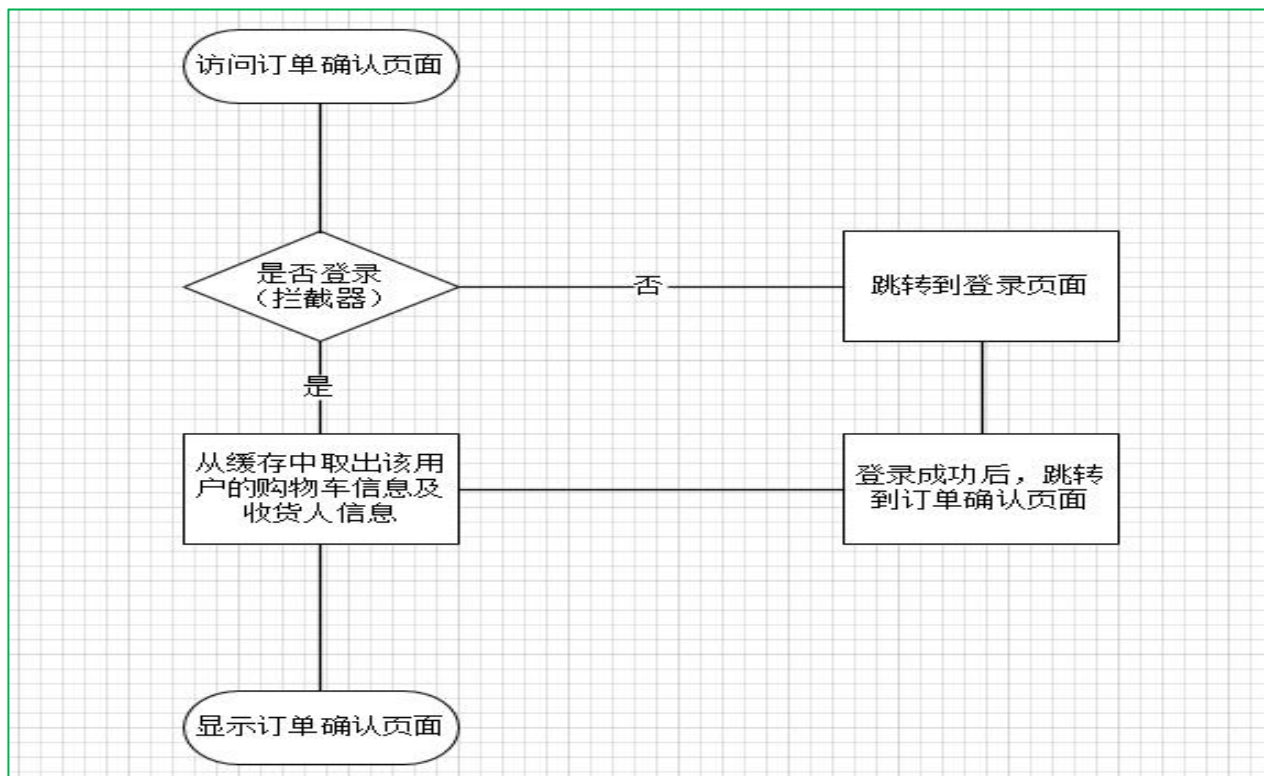 访问订单确认页面
是否登录
（拦截器）
否
跳转到登录页面
是
从缓存中取出该用
户的购物车信息及
收货人信息
登录成功后，跳转
到订单确认页面
显示订单确认页面